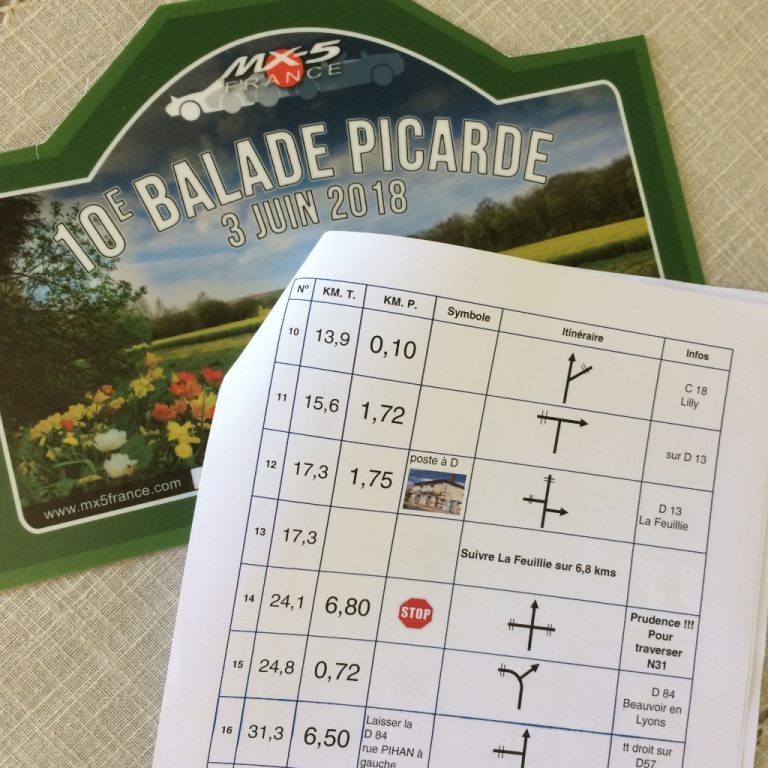 MX-5
FRANCE
10E BALADE PICARDE
3 JUIN 2018
www.mx5france.com
N° KM. T. KM. P. Symbole Itinéraire Infos
10 13,9 0,10 C 18
Lilly
11 15,6 1,72 sur D 13
12 17,3 1,75 poste à D D 13
La Feuillie
13 17,3 Suivre La Feuillie sur 6,8 kms
14 24,1 6,80 STOP Prudence !!!
Pour
traverser
N31
15 24,8 0,72 D 84
Beauvoir en
Lyons
16 31,3 6,50 Laisser la
D 84
rue PIHAN à
gauche
tt droit sur
D57